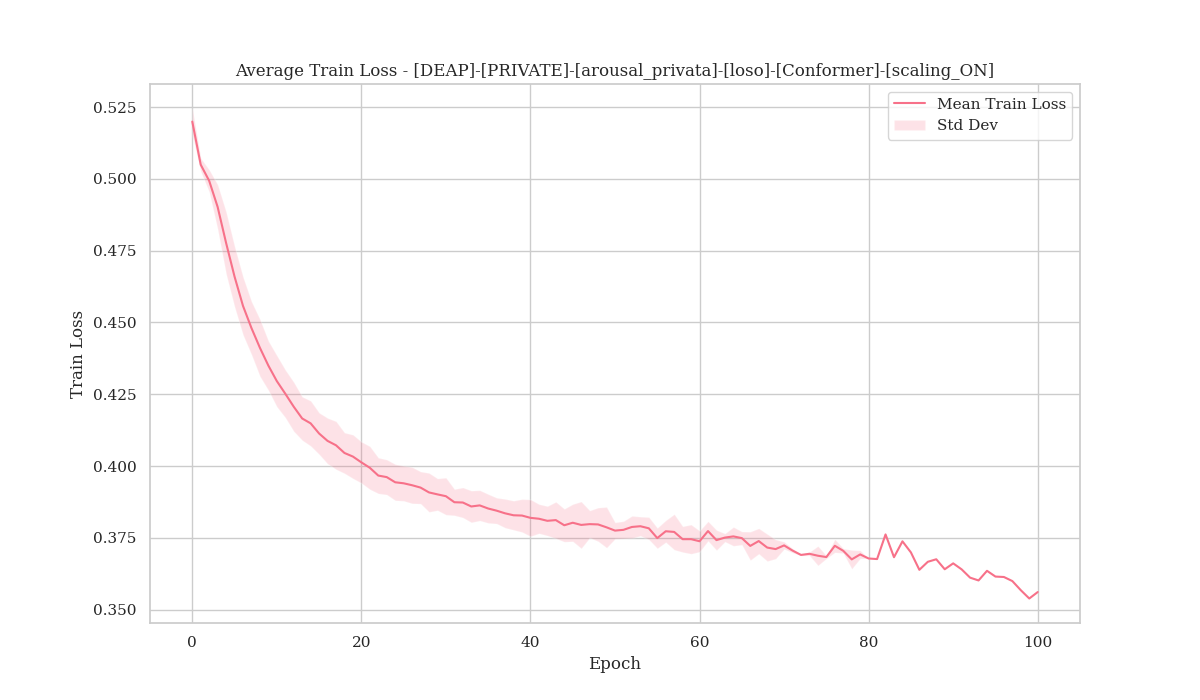 Average Train Loss - [DEAP]-[PRIVATE]-[arousal_privata]-[loso]-[Conformer]-[scaling_ON]
Mean Train Loss
Std Dev
0.525
0.500
0.475
0.450
0.425
0.400
0.375
0.350
Train Loss
0 20 40 60 80 100
Epoch